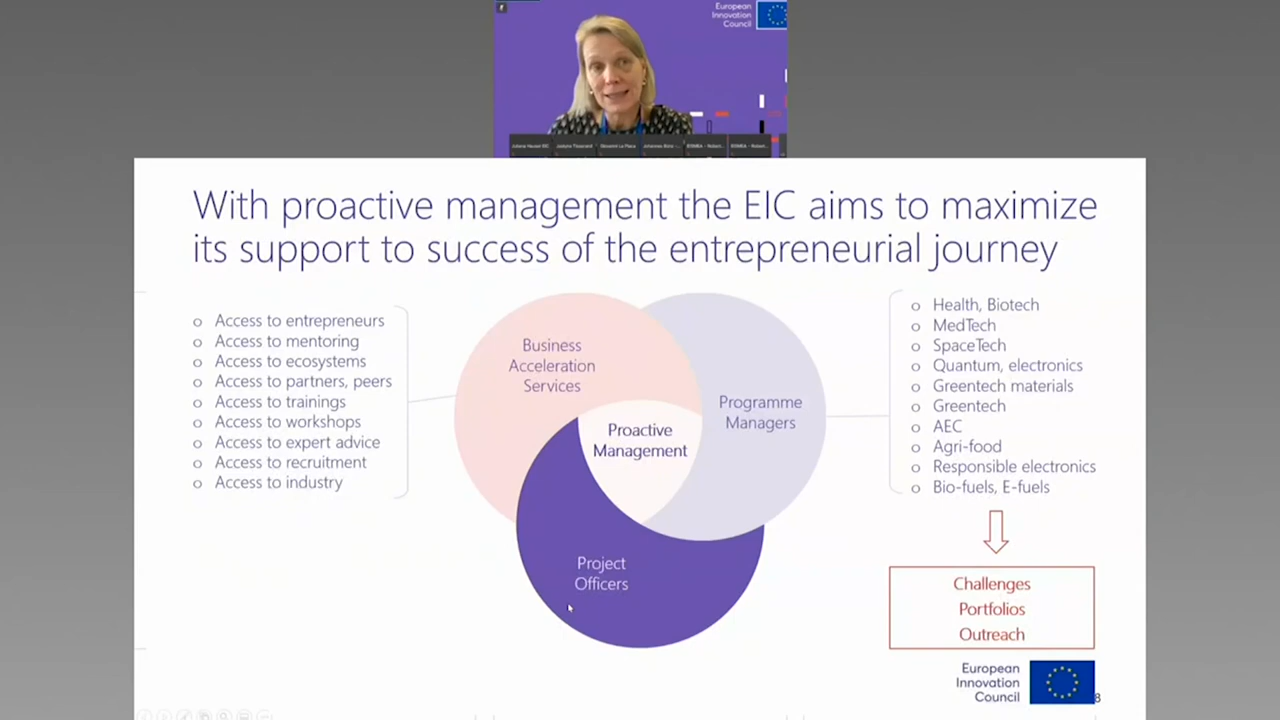 European
Innovation
Council
With proactive management the EIC aims to maximize
its support to success of the entrepreneurial journey
o Access to entrepreneurs
o Access to mentoring
o Access to ecosystems
o Access to partners, peers
o Access to trainings
o Access to workshops
o Access to expert advice
o Access to recruitment
o Access to industry
Business
Acceleration
Services
Programme
Managers
Proactive
Management
Project
Officers
o Health, Biotech
o MedTech
o SpaceTech
o Quantum, electronics
o Greentech materials
o Greentech
o AEC
o Agri-food
o Responsible electronics
o Bio-fuels, E-fuels
Challenges
Portfolios
Outreach
European
Innovation
Council
8